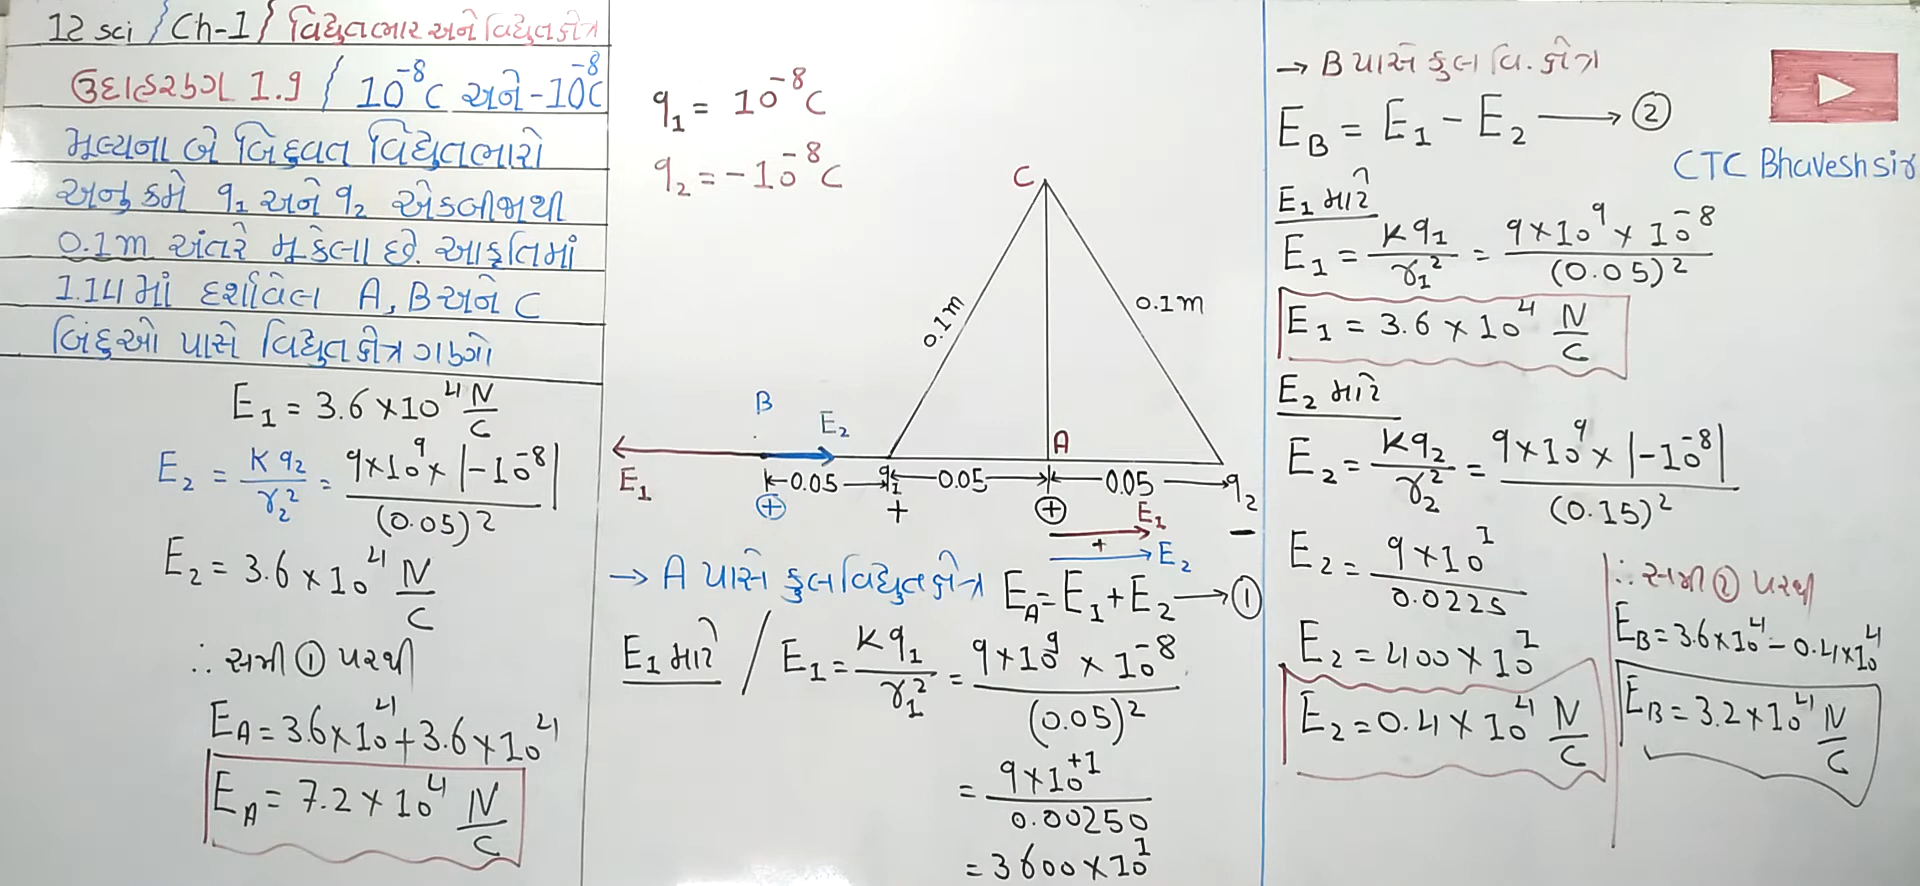 12 sci / Ch-1 / વિદ્યુતભાર અને વિદ્યુતક્ષેત્ર
ઉદાહરણ 1.9 / 10⁻⁸C અને -10⁻⁸C
મૂલ્યના બે બિંદુવત વિદ્યુતભારો
અનુક્રમે q₁ અને q₂ એકબીજાથી
0.1m અંતરે મૂકેલા છે. આકૃતિમાં
1.14માં દર્શાવેલ A, B અને C
બિંદુઓ પાસે વિદ્યુતક્ષેત્ર ગણો
E₁ = 3.6 × 10⁴ N/C
E₂ = Kq₂/r₂² = 9×10⁹ × |-10⁻⁸| / (0.05)²
E₂ = 3.6 × 10⁴ N/C
∴ સમી ① પરથી
E_A = 3.6×10⁴ + 3.6×10⁴
E_A = 7.2 × 10⁴ N/C
q₁ = 10⁻⁸C
q₂ = -10⁻⁸C
C
0.1m
0.1m
B
E₂
A
E₁
0.05
q₁
0.05
0.05
q₂
⊕
+
⊕
E₁
−
+
E₂
→ A પાસે કુલ વિદ્યુતક્ષેત્ર E_A = E₁ + E₂ → ①
E₁ માટે / E₁ = Kq₁/r₁² = 9×10⁹ × 10⁻⁸ / (0.05)²
= 9×10⁺¹ / 0.00250
= 3600 × 10¹
→ B પાસે કુલ વિ. ક્ષેત્ર
E_B = E₁ - E₂ → ②
CTC Bhavesh sir
E₁ માટે
E₁ = Kq₁/r₁² = 9×10⁹ × 10⁻⁸ / (0.05)²
E₁ = 3.6 × 10⁴ N/C
E₂ માટે
E₂ = Kq₂/r₂² = 9×10⁹ × |-10⁻⁸| / (0.15)²
E₂ = 9×10¹ / 0.0225
E₂ = 400 × 10¹
E₂ = 0.4 × 10⁴ N/C
∴ સમી ② પરથી
E_B = 3.6×10⁴ - 0.4×10⁴
E_B = 3.2 × 10⁴ N/C